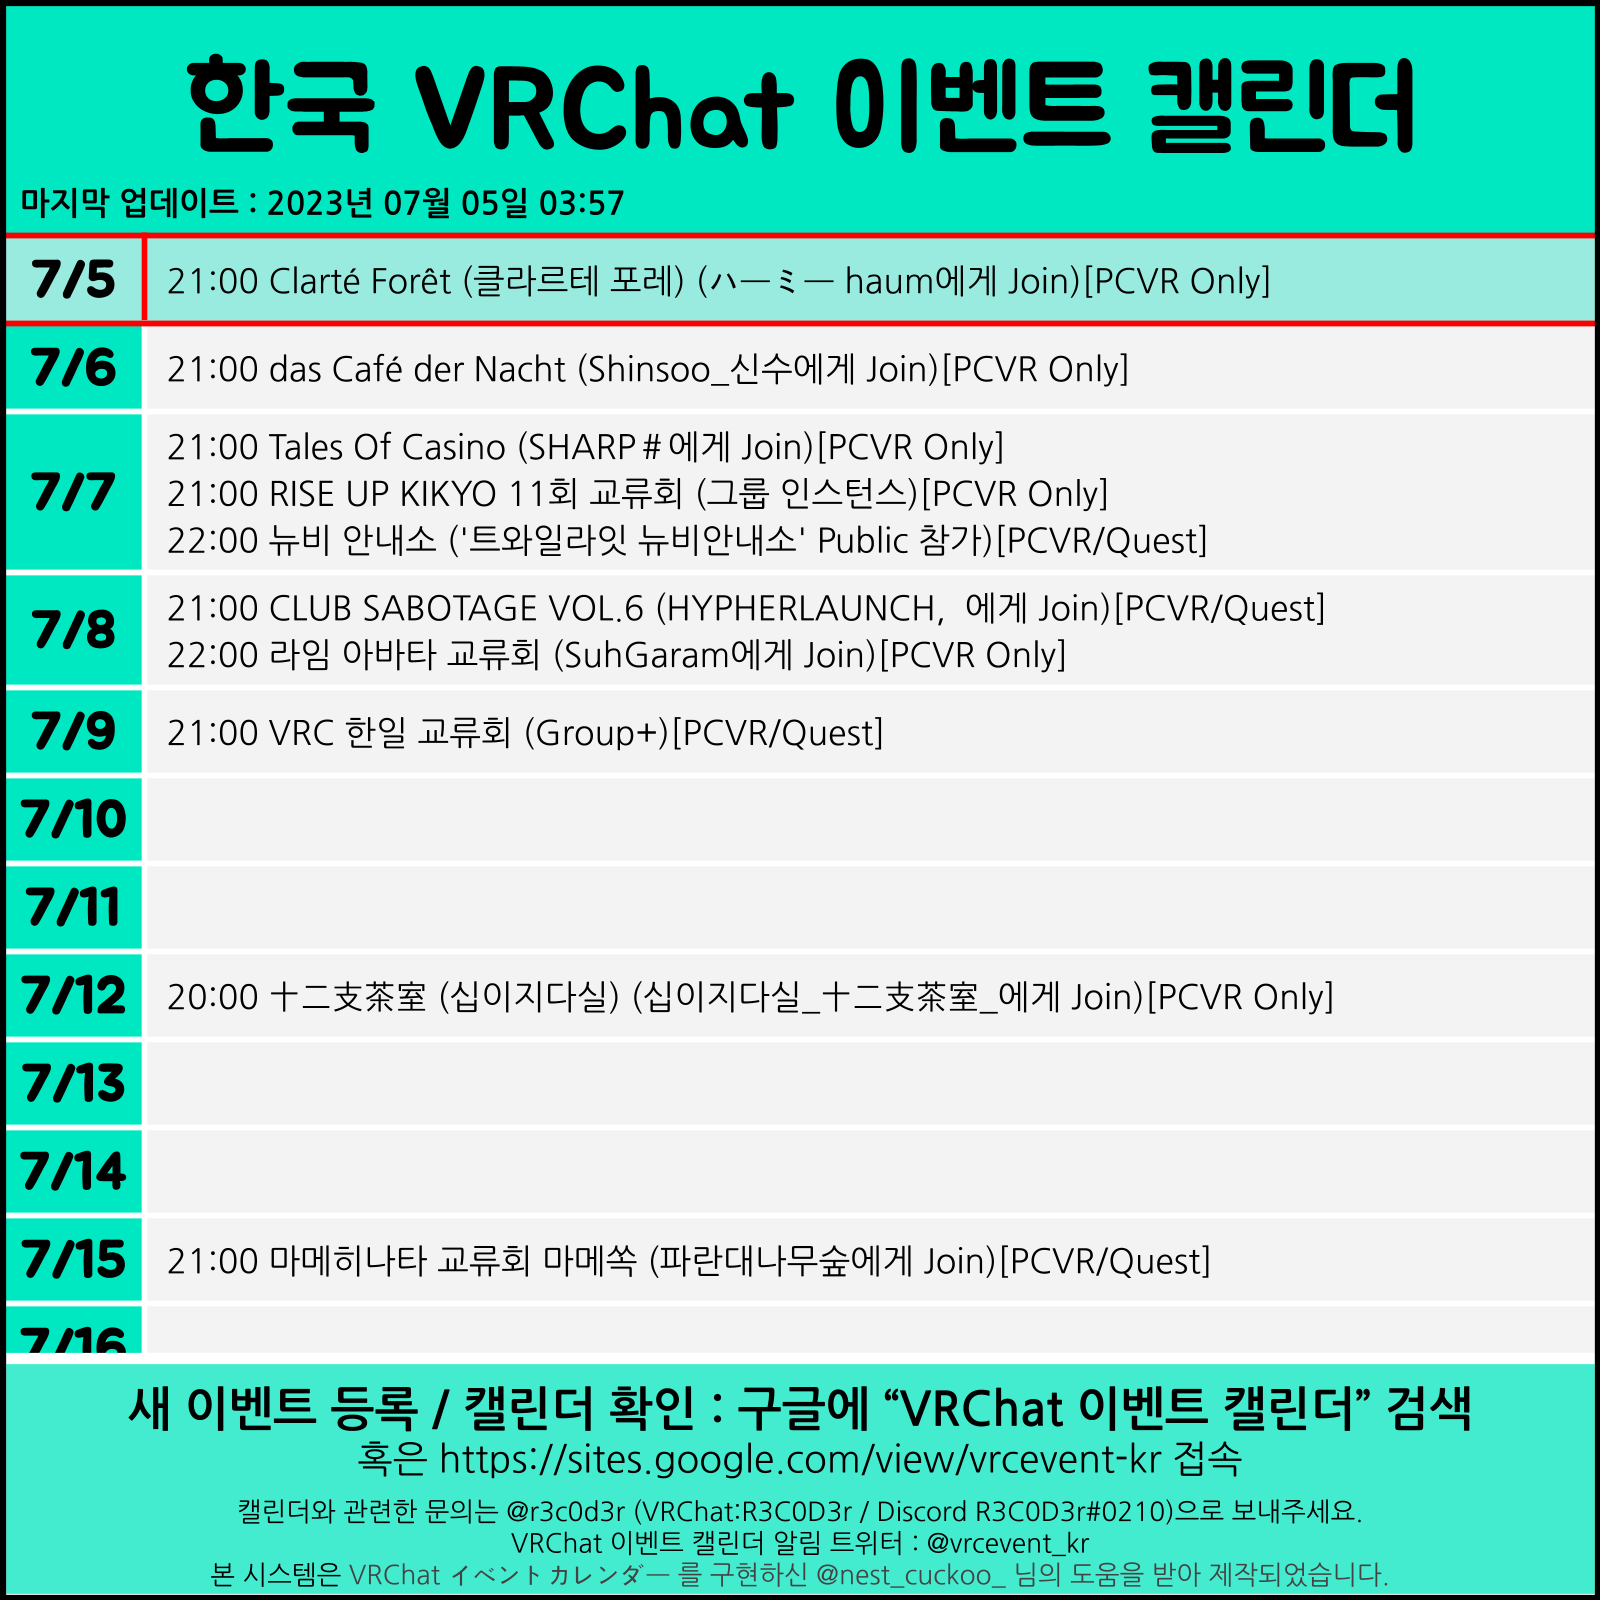 한국 VRChat 이벤트 캘린더
마지막 업데이트 : 2023년 07월 05일 03:57
7/5
21:00 Clarté Forêt (클라르테 포레) (ハーミー haum에게 Join)[PCVR Only]
7/6
21:00 das Café der Nacht (Shinsoo_신수에게 Join)[PCVR Only]
7/7
21:00 Tales Of Casino (SHARP＃에게 Join)[PCVR Only]
21:00 RISE UP KIKYO 11회 교류회 (그룹 인스턴스)[PCVR Only]
22:00 뉴비 안내소 ('트와일라잇 뉴비안내소' Public 참가)[PCVR/Quest]
7/8
21:00 CLUB SABOTAGE VOL.6 (HYPHERLAUNCH,  에게 Join)[PCVR/Quest]
22:00 라임 아바타 교류회 (SuhGaram에게 Join)[PCVR Only]
7/9
21:00 VRC 한일 교류회 (Group+)[PCVR/Quest]
7/10
7/11
7/12
20:00 十二支茶室 (십이지다실) (십이지다실_十二支茶室_에게 Join)[PCVR Only]
7/13
7/14
7/15
21:00 마메히나타 교류회 마메쏙 (파란대나무숲에게 Join)[PCVR/Quest]
7/16
새 이벤트 등록 / 캘린더 확인 : 구글에 “VRChat 이벤트 캘린더” 검색
혹은 https://sites.google.com/view/vrcevent-kr 접속
캘린더와 관련한 문의는 @r3c0d3r (VRChat:R3C0D3r / Discord R3C0D3r#0210)으로 보내주세요.
VRChat 이벤트 캘린더 알림 트위터 : @vrcevent_kr
본 시스템은 VRChat イベントカレンダー 를 구현하신 @nest_cuckoo_ 님의 도움을 받아 제작되었습니다.